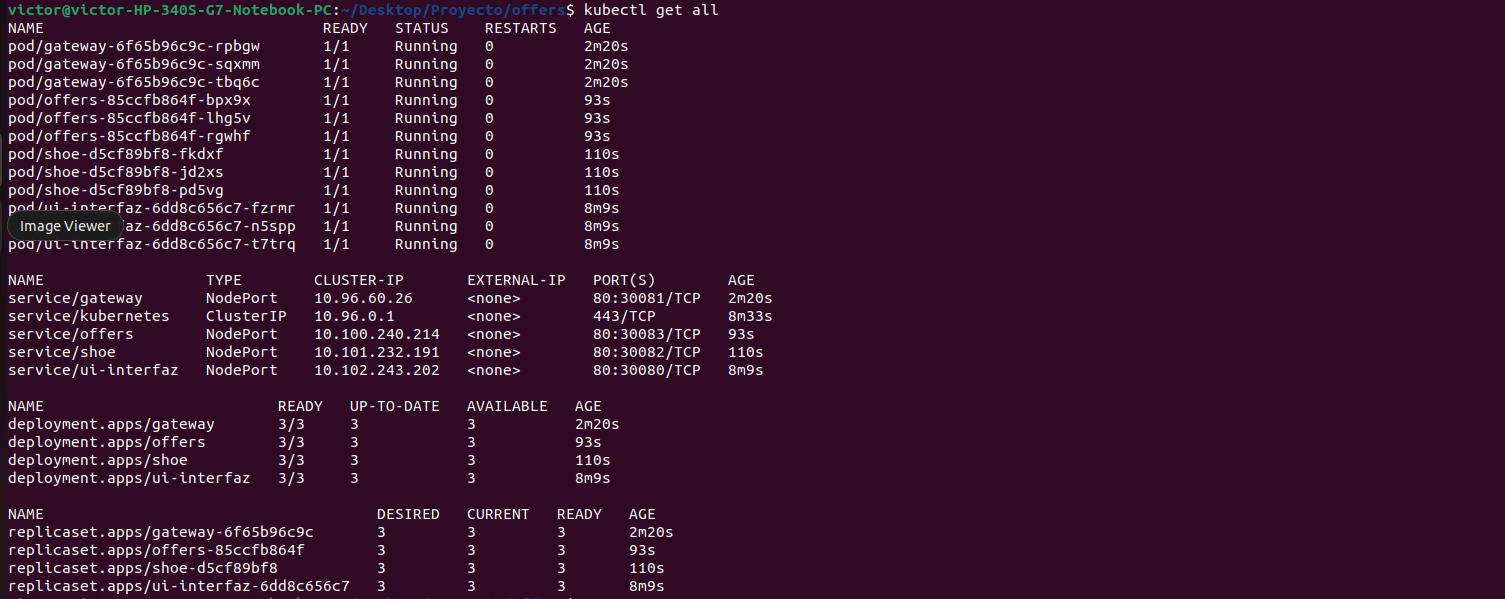 victor@victor-HP-340S-G7-Notebook-PC:~/Desktop/Proyecto/offers$ kubectl get all
NAME READY STATUS RESTARTS AGE
pod/gateway-6f65b96c9c-rpbgw 1/1 Running 0 2m20s
pod/gateway-6f65b96c9c-sqxmm 1/1 Running 0 2m20s
pod/gateway-6f65b96c9c-tbq6c 1/1 Running 0 2m20s
pod/offers-85ccfb864f-bpx9x 1/1 Running 0 93s
pod/offers-85ccfb864f-lhg5v 1/1 Running 0 93s
pod/offers-85ccfb864f-rgwhf 1/1 Running 0 93s
pod/shoe-d5cf89bf8-fkdxf 1/1 Running 0 110s
pod/shoe-d5cf89bf8-jd2xs 1/1 Running 0 110s
pod/shoe-d5cf89bf8-pd5vg 1/1 Running 0 110s
pod/ui-interfaz-6dd8c656c7-fzrmr 1/1 Running 0 8m9s
Image Viewer
az-6dd8c656c7-n5spp 1/1 Running 0 8m9s
pod/ui-interfaz-6dd8c656c7-t7trq 1/1 Running 0 8m9s
NAME TYPE CLUSTER-IP EXTERNAL-IP PORT(S) AGE
service/gateway NodePort 10.96.60.26 <none> 80:30081/TCP 2m20s
service/kubernetes ClusterIP 10.96.0.1 <none> 443/TCP 8m33s
service/offers NodePort 10.100.240.214 <none> 80:30083/TCP 93s
service/shoe NodePort 10.101.232.191 <none> 80:30082/TCP 110s
service/ui-interfaz NodePort 10.102.243.202 <none> 80:30080/TCP 8m9s
NAME READY UP-TO-DATE AVAILABLE AGE
deployment.apps/gateway 3/3 3 3 2m20s
deployment.apps/offers 3/3 3 3 93s
deployment.apps/shoe 3/3 3 3 110s
deployment.apps/ui-interfaz 3/3 3 3 8m9s
NAME DESIRED CURRENT READY AGE
replicaset.apps/gateway-6f65b96c9c 3 3 3 2m20s
replicaset.apps/offers-85ccfb864f 3 3 3 93s
replicaset.apps/shoe-d5cf89bf8 3 3 3 110s
replicaset.apps/ui-interfaz-6dd8c656c7 3 3 3 8m9s